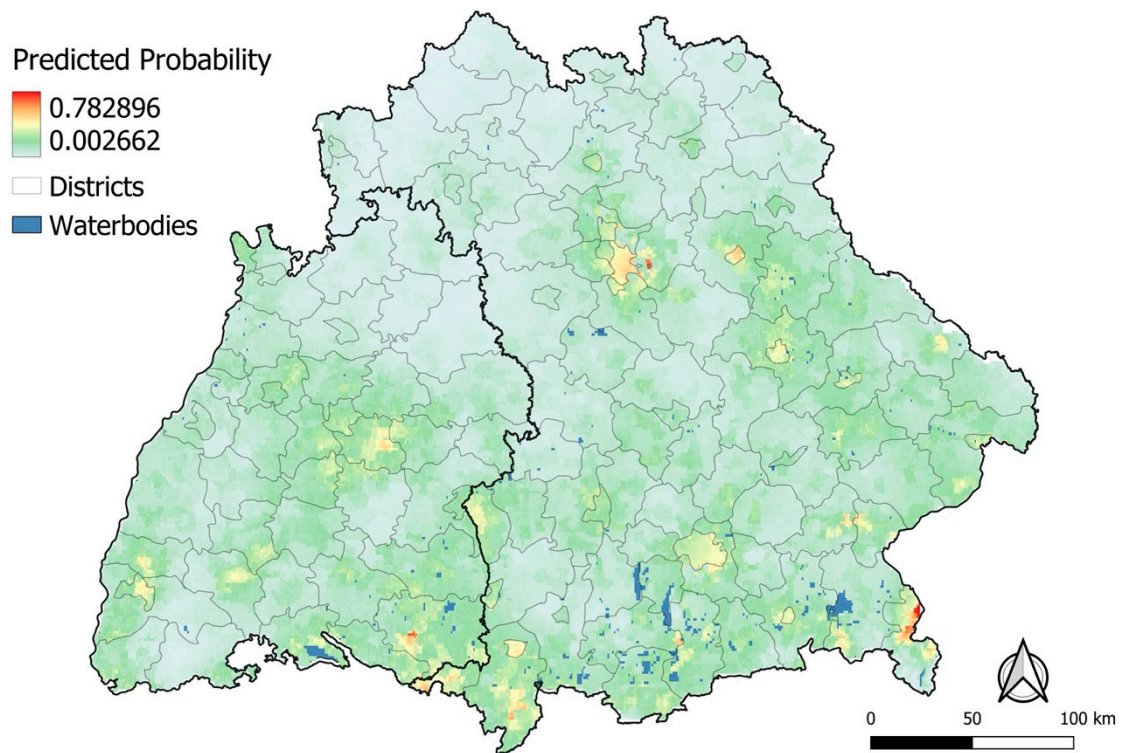 Predicted Probability
0.782896
0.002662
Districts
Waterbodies
0 50 100 km